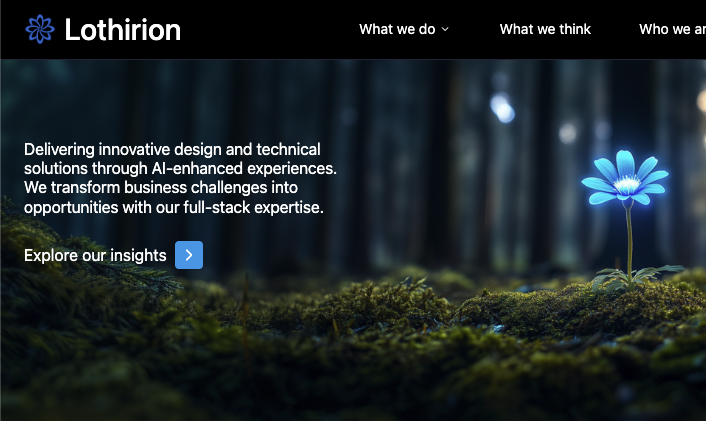 Lothirion
What we do
What we think
Who we
Delivering innovative design and technical
solutions through AI-enhanced experiences.
We transform business challenges into
opportunities with our full-stack expertise.
Explore our insights